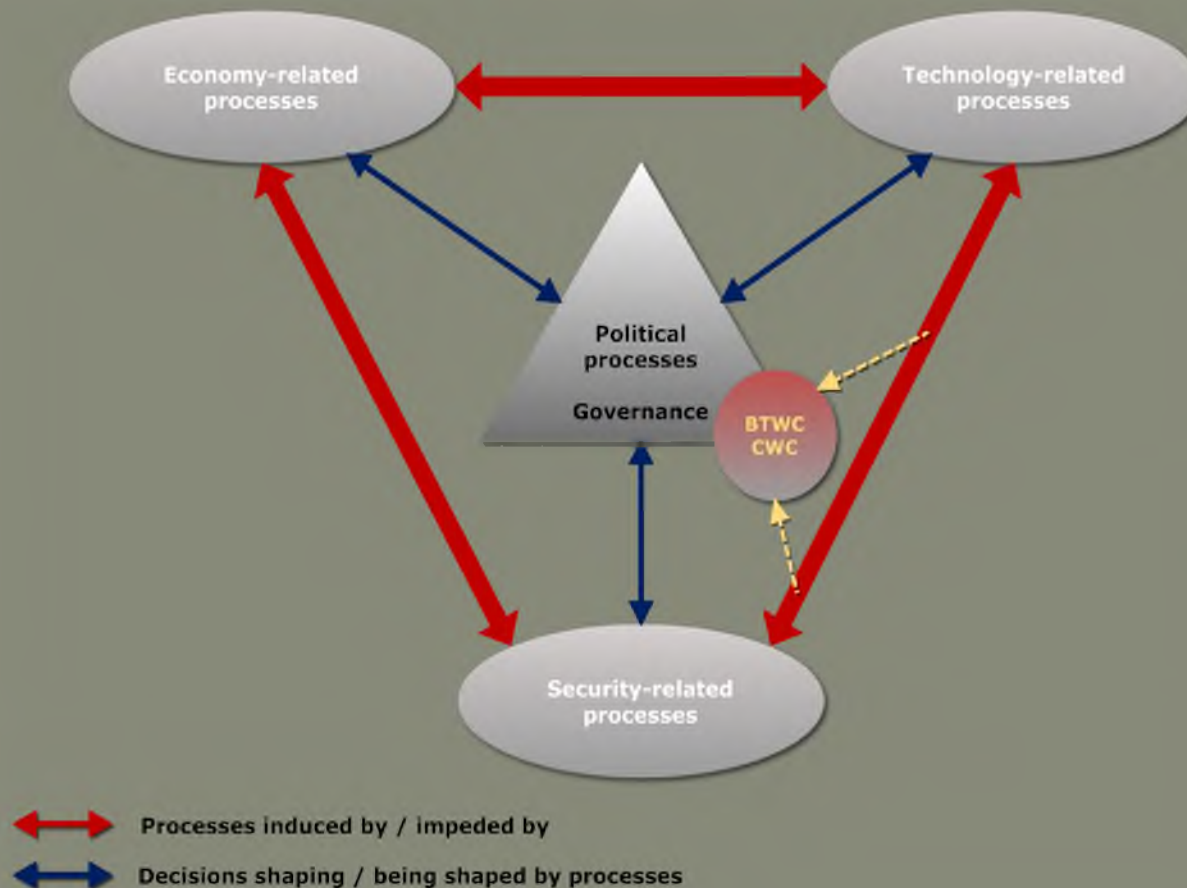 Economy-related
processes
Technology-related
processes
Political
processes
Governance
BTWC
CWC
Security-related
processes
Processes induced by / impeded by
Decisions shaping / being shaped by processes